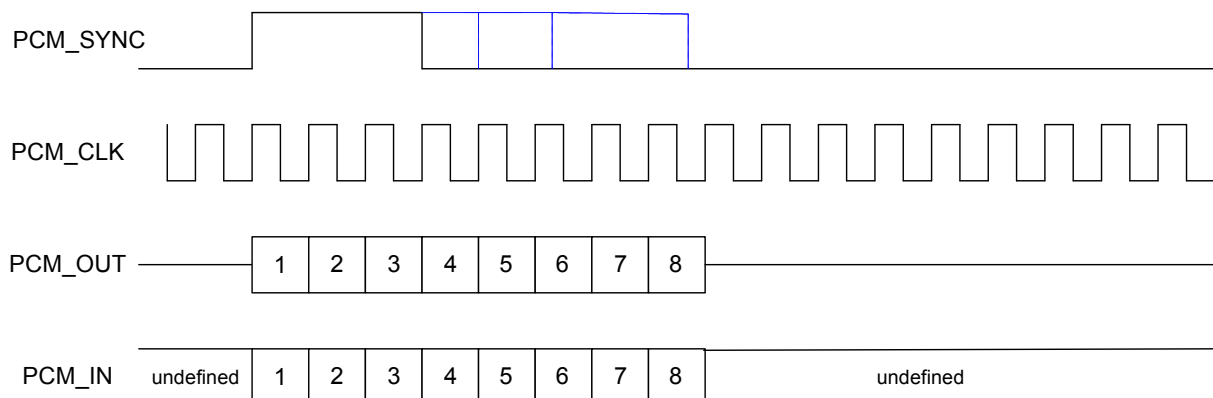 PCM_SYNC
PCM_CLK
PCM_OUT 1 2 3 4 5 6 7 8
PCM_IN undefined 1 2 3 4 5 6 7 8 undefined